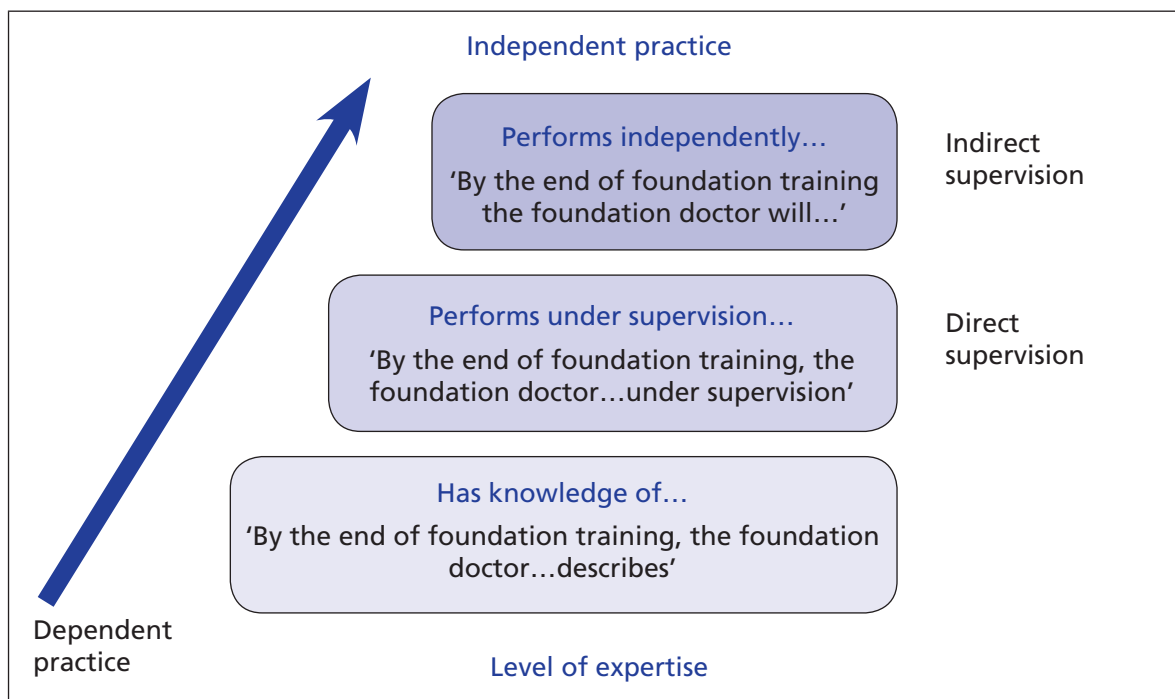 Independent practice
Performs independently…
‘By the end of foundation training
the foundation doctor will…’
Indirect
supervision
Performs under supervision…
‘By the end of foundation training, the
foundation doctor…under supervision’
Direct
supervision
Has knowledge of…
‘By the end of foundation training, the foundation
doctor…describes’
Dependent
practice
Level of expertise